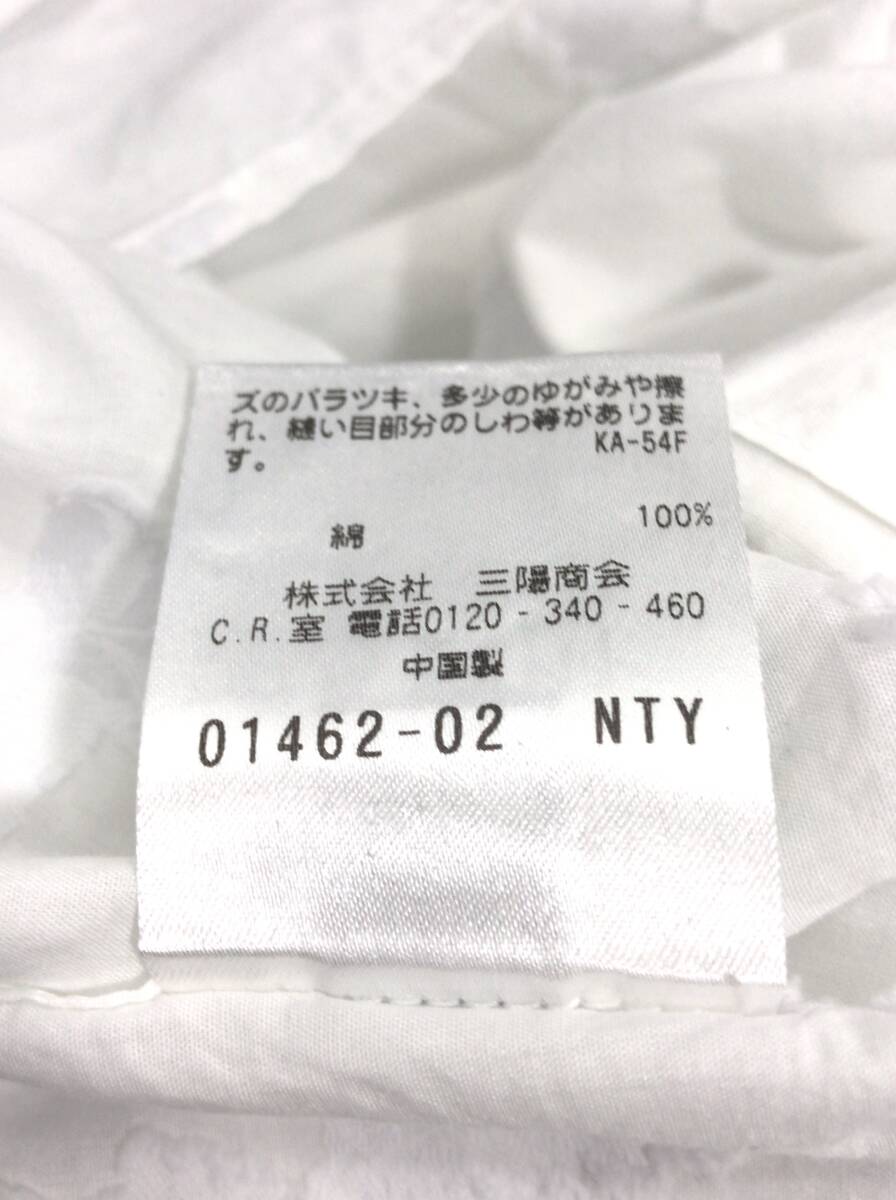 ズのバラツキ、多少のゆがみや擦
れ、縫い目部分のしわ等がありま
す。 KA-54F
綿 100%
株式会社 三陽商会
C.R.室 電話0120-340-460
中国製
01462-02 NTY